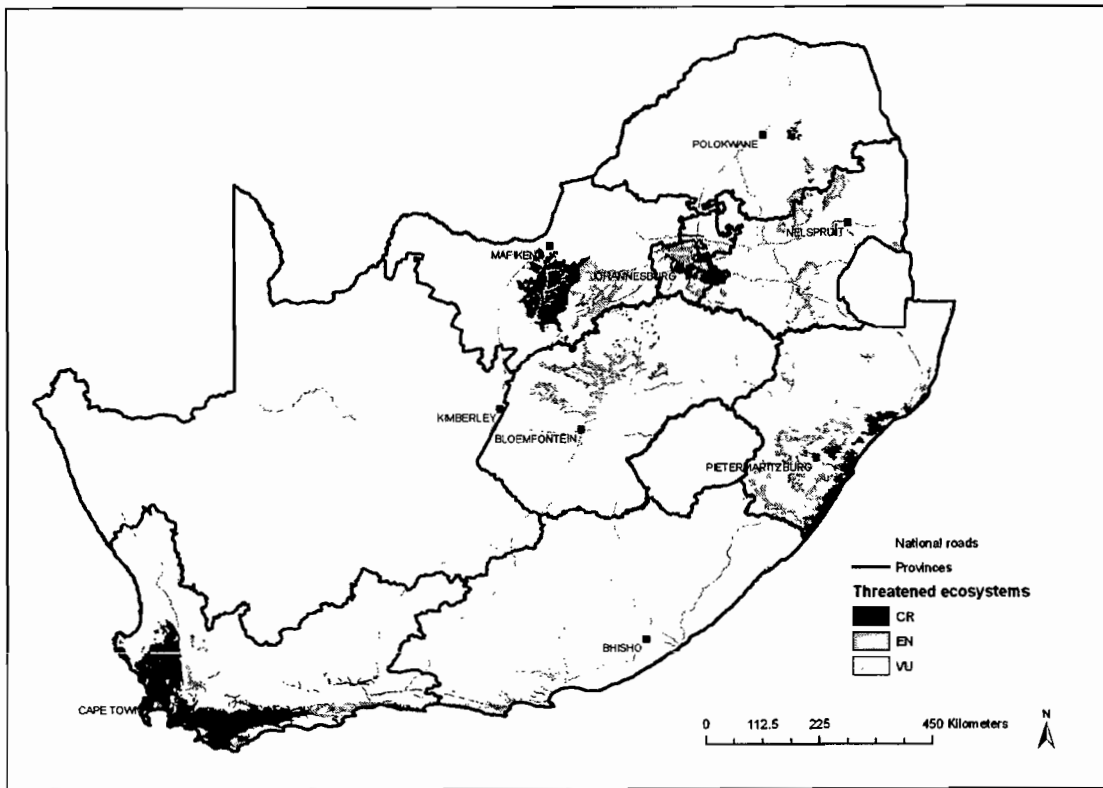 POLOKWANE
NELSPRUIT
MAFIKENG
JOHANNESBURG
KIMBERLEY
BLOEMFONTEIN
PIETERMARITZBURG
National roads
Provinces
Threatened ecosystems
CR
EN
VU
BHISHO
CAPE TOWN
0 112.5 225 450 Kilometers
N